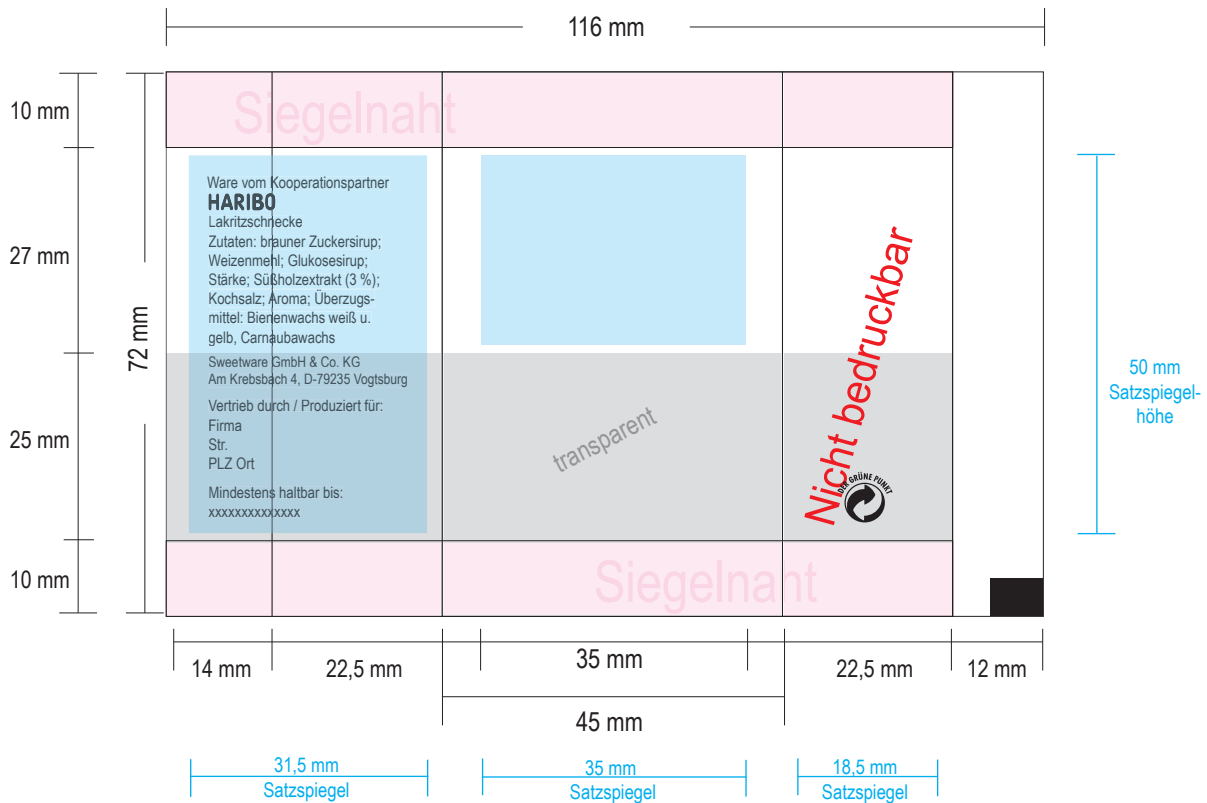 116 mm
10 mm
27 mm
72 mm
25 mm
10 mm
Siegelnaht
Ware vom Kooperationspartner
HARIBO
Lakritzschnecke
Zutaten: brauner Zuckersirup;
Weizenmehl; Glukosesirup;
Stärke; Süßholzextrakt (3 %);
Kochsalz; Aroma; Überzugs-
mittel: Bienenwachs weiß u.
gelb, Carnaubawachs
Sweetware GmbH & Co. KG
Am Krebsbach 4, D-79235 Vogtsburg
Vertrieb durch / Produziert für:
Firma
Str.
PLZ Ort
Mindestens haltbar bis:
xxxxxxxxxxxxxx
transparent
Nicht bedruckbar
DER GRÜNE PUNKT
50 mm
Satzspiegel-
höhe
Siegelnaht
14 mm
22,5 mm
35 mm
22,5 mm
12 mm
45 mm
31,5 mm
Satzspiegel
35 mm
Satzspiegel
18,5 mm
Satzspiegel